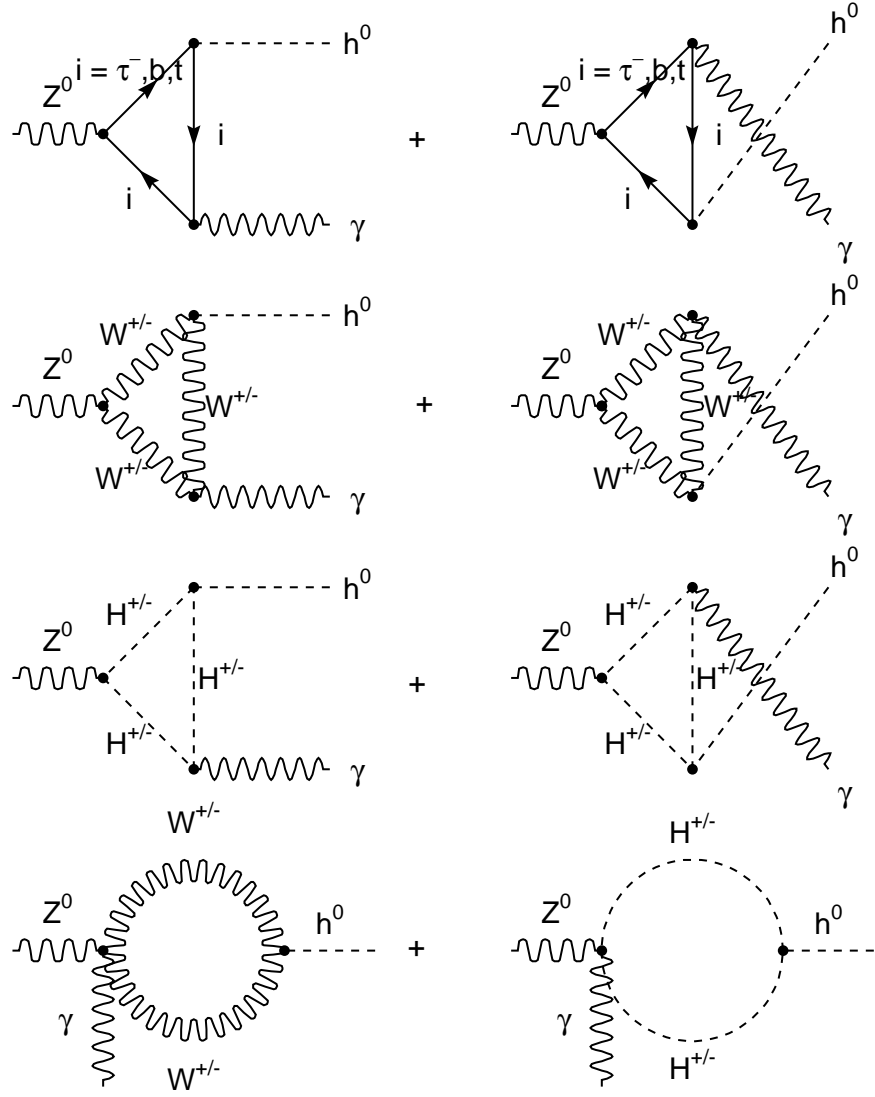 i = τ⁻,b,t
h⁰
Z⁰
i
i
γ
+
i = τ⁻,b,t
h⁰
Z⁰
i
i
γ
W⁺/⁻
h⁰
Z⁰
W⁺/⁻
W⁺/⁻
γ
+
W⁺/⁻
h⁰
Z⁰
W⁺/⁻
W⁺/⁻
γ
H⁺/⁻
h⁰
Z⁰
H⁺/⁻
H⁺/⁻
γ
+
H⁺/⁻
h⁰
Z⁰
H⁺/⁻
H⁺/⁻
γ
W⁺/⁻
Z⁰
h⁰
γ
W⁺/⁻
+
H⁺/⁻
Z⁰
h⁰
γ
H⁺/⁻